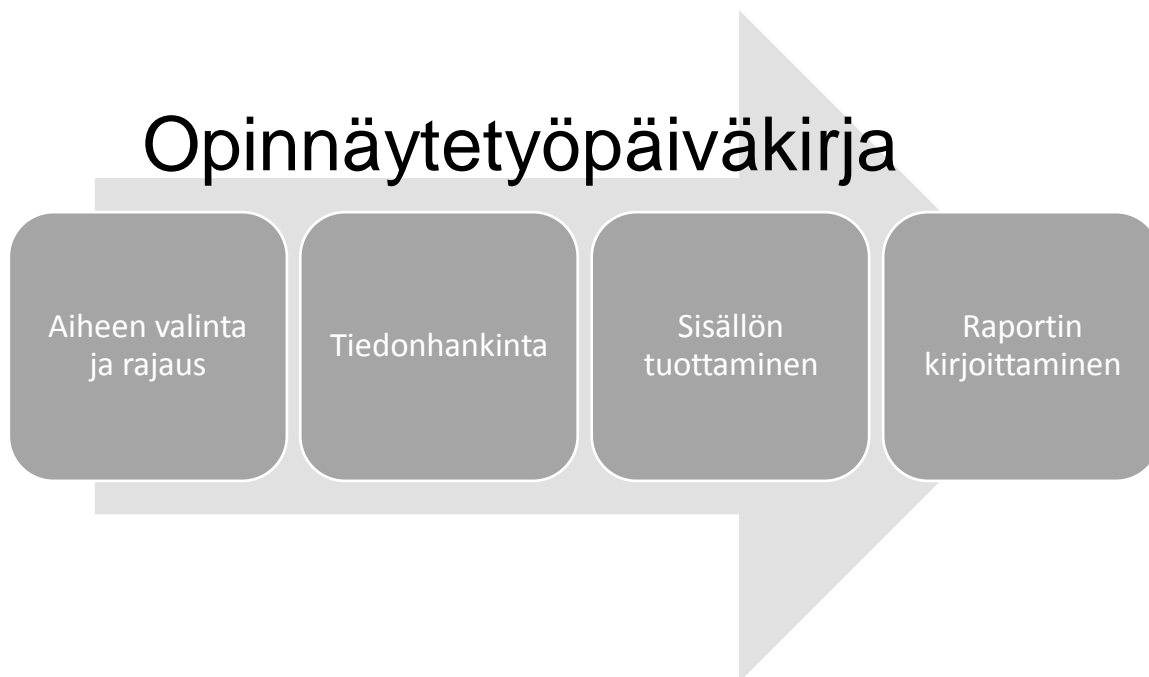 Opinnäytetyöpäiväkirja
Aiheen valinta
ja rajaus
Tiedonhankinta
Sisällön
tuottaminen
Raportin
kirjoittaminen